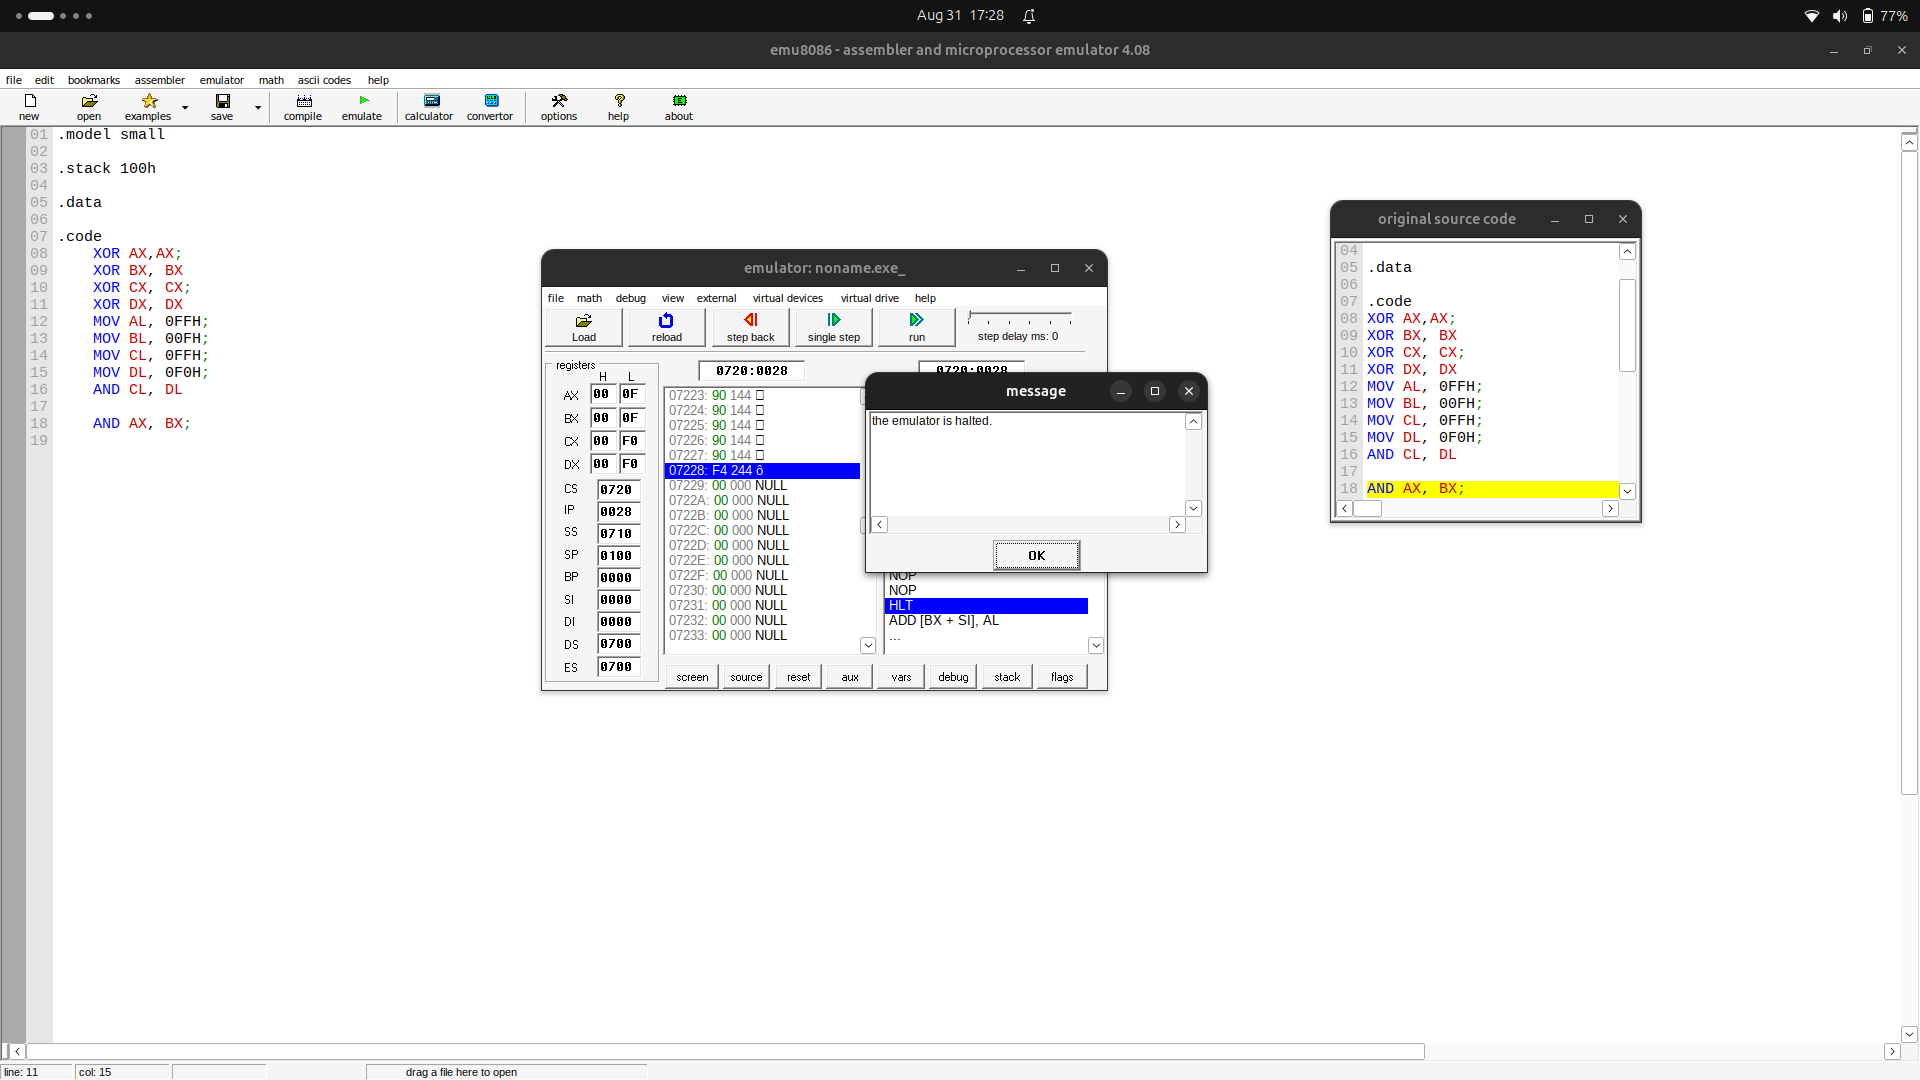 Aug 31 17:28
77%
emu8086 - assembler and microprocessor emulator 4.08
file edit bookmarks assembler emulator math ascii codes help
new open examples save compile emulate calculator convertor options help about
01 .model small
02
03 .stack 100h
04
05 .data
06
07 .code
08 XOR AX,AX;
09 XOR BX, BX
10 XOR CX, CX;
11 XOR DX, DX
12 MOV AL, 0FFH;
13 MOV BL, 00FH;
14 MOV CL, 0FFH;
15 MOV DL, 0F0H;
16 AND CL, DL
17
18 AND AX, BX;
19
emulator: noname.exe_
file math debug view external virtual devices virtual drive help
Load reload step back single step run step delay ms: 0
registers
H L
AX 00 0F
BX 00 0F
CX 00 F0
DX 00 F0
CS 0720
IP 0028
SS 0710
SP 0100
BP 0000
SI 0000
DI 0000
DS 0700
ES 0700
0720:0028 0720:0028
07223: 90 144
07224: 90 144
07225: 90 144
07226: 90 144
07227: 90 144
07228: F4 244 ô
07229: 00 000 NULL
0722A: 00 000 NULL
0722B: 00 000 NULL
0722C: 00 000 NULL
0722D: 00 000 NULL
0722E: 00 000 NULL
0722F: 00 000 NULL
07230: 00 000 NULL
07231: 00 000 NULL
07232: 00 000 NULL
07233: 00 000 NULL
NOP
NOP
HLT
ADD [BX + SI], AL
...
screen source reset aux vars debug stack flags
message
the emulator is halted.
OK
original source code
04
05 .data
06
07 .code
08 XOR AX,AX;
09 XOR BX, BX
10 XOR CX, CX;
11 XOR DX, DX
12 MOV AL, 0FFH;
13 MOV BL, 00FH;
14 MOV CL, 0FFH;
15 MOV DL, 0F0H;
16 AND CL, DL
17
18 AND AX, BX;
line: 11 col: 15 drag a file here to open